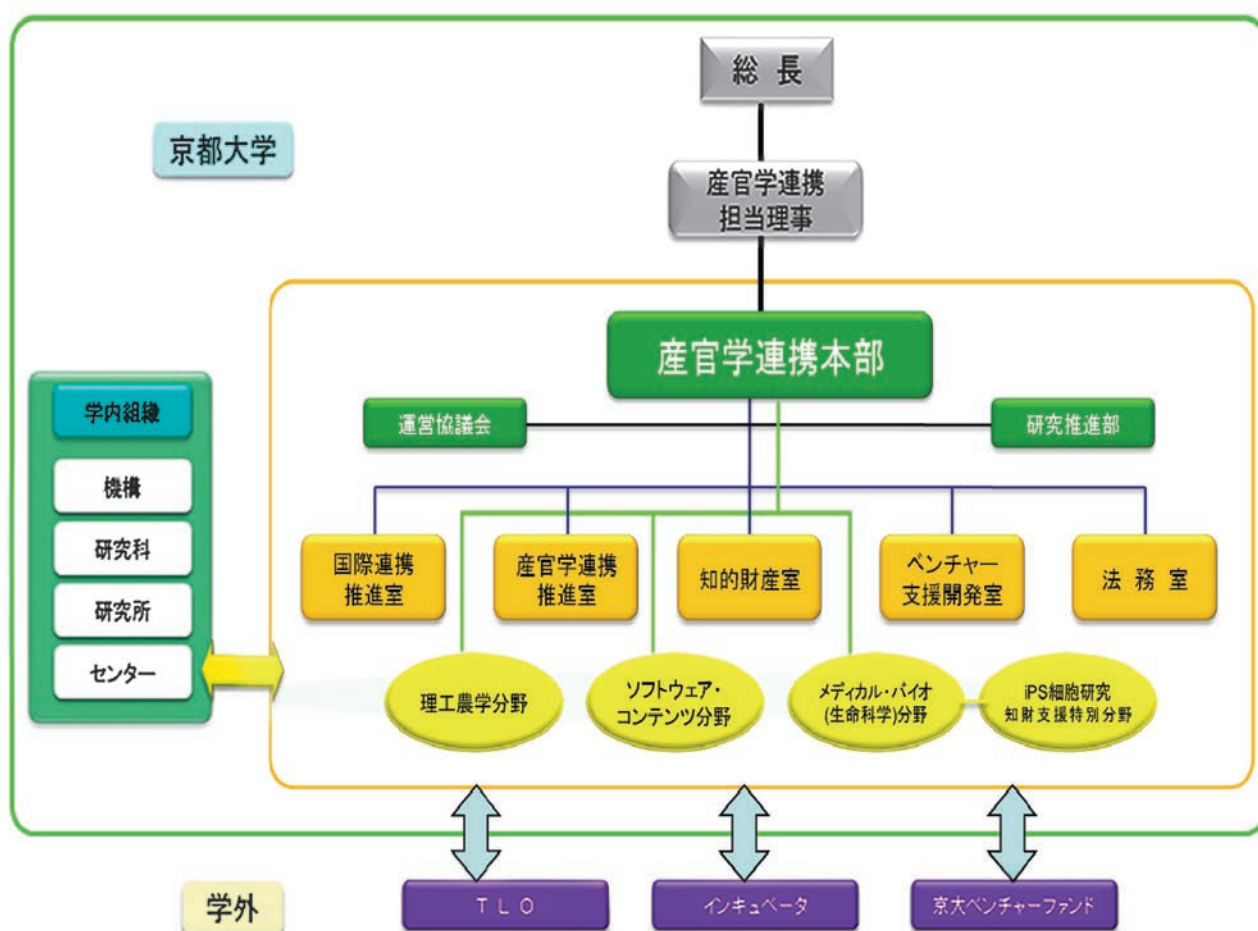 総 長
京都大学
産官学連携
担当理事
産官学連携本部
運営協議会
研究推進部
学内組織
機構
研究科
研究所
センター
国際連携
推進室
産官学連携
推進室
知的財産室
ベンチャー
支援開発室
法 務 室
理工農学分野
ソフトウェア・
コンテンツ分野
メディカル・バイオ
(生命科学)分野
iPS細胞研究
知財支援特別分野
学外
T L O
インキュベータ
京大ベンチャーファンド